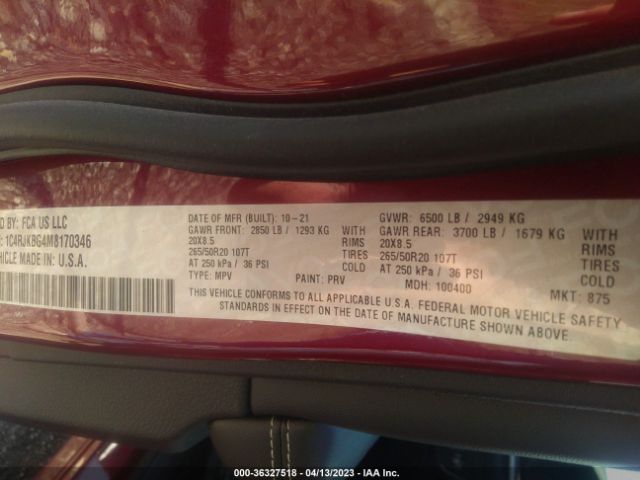 D BY: FCA US LLC
: 1C4RJKBG4M8170346
HICLE MADE IN U.S.A.
DATE OF MFR (BUILT): 10-21
GAWR FRONT: 2850 LB / 1293 KG WITH
20X8.5 RIMS
265/50R20 107T TIRES
AT 250 kPa / 36 PSI COLD
TYPE: MPV PAINT: PRV
GVWR: 6500 LB / 2949 KG
GAWR REAR: 3700 LB / 1679 KG WITH
20X8.5 RIMS
265/50R20 107T TIRES
AT 250 kPa / 36 PSI COLD
MDH: 100400 MKT: 875
THIS VEHICLE CONFORMS TO ALL APPLICABLE U.S.A. FEDERAL MOTOR VEHICLE SAFETY
STANDARDS IN EFFECT ON THE DATE OF MANUFACTURE SHOWN ABOVE.
000-36327518 - 04/13/2023 - IAA Inc.